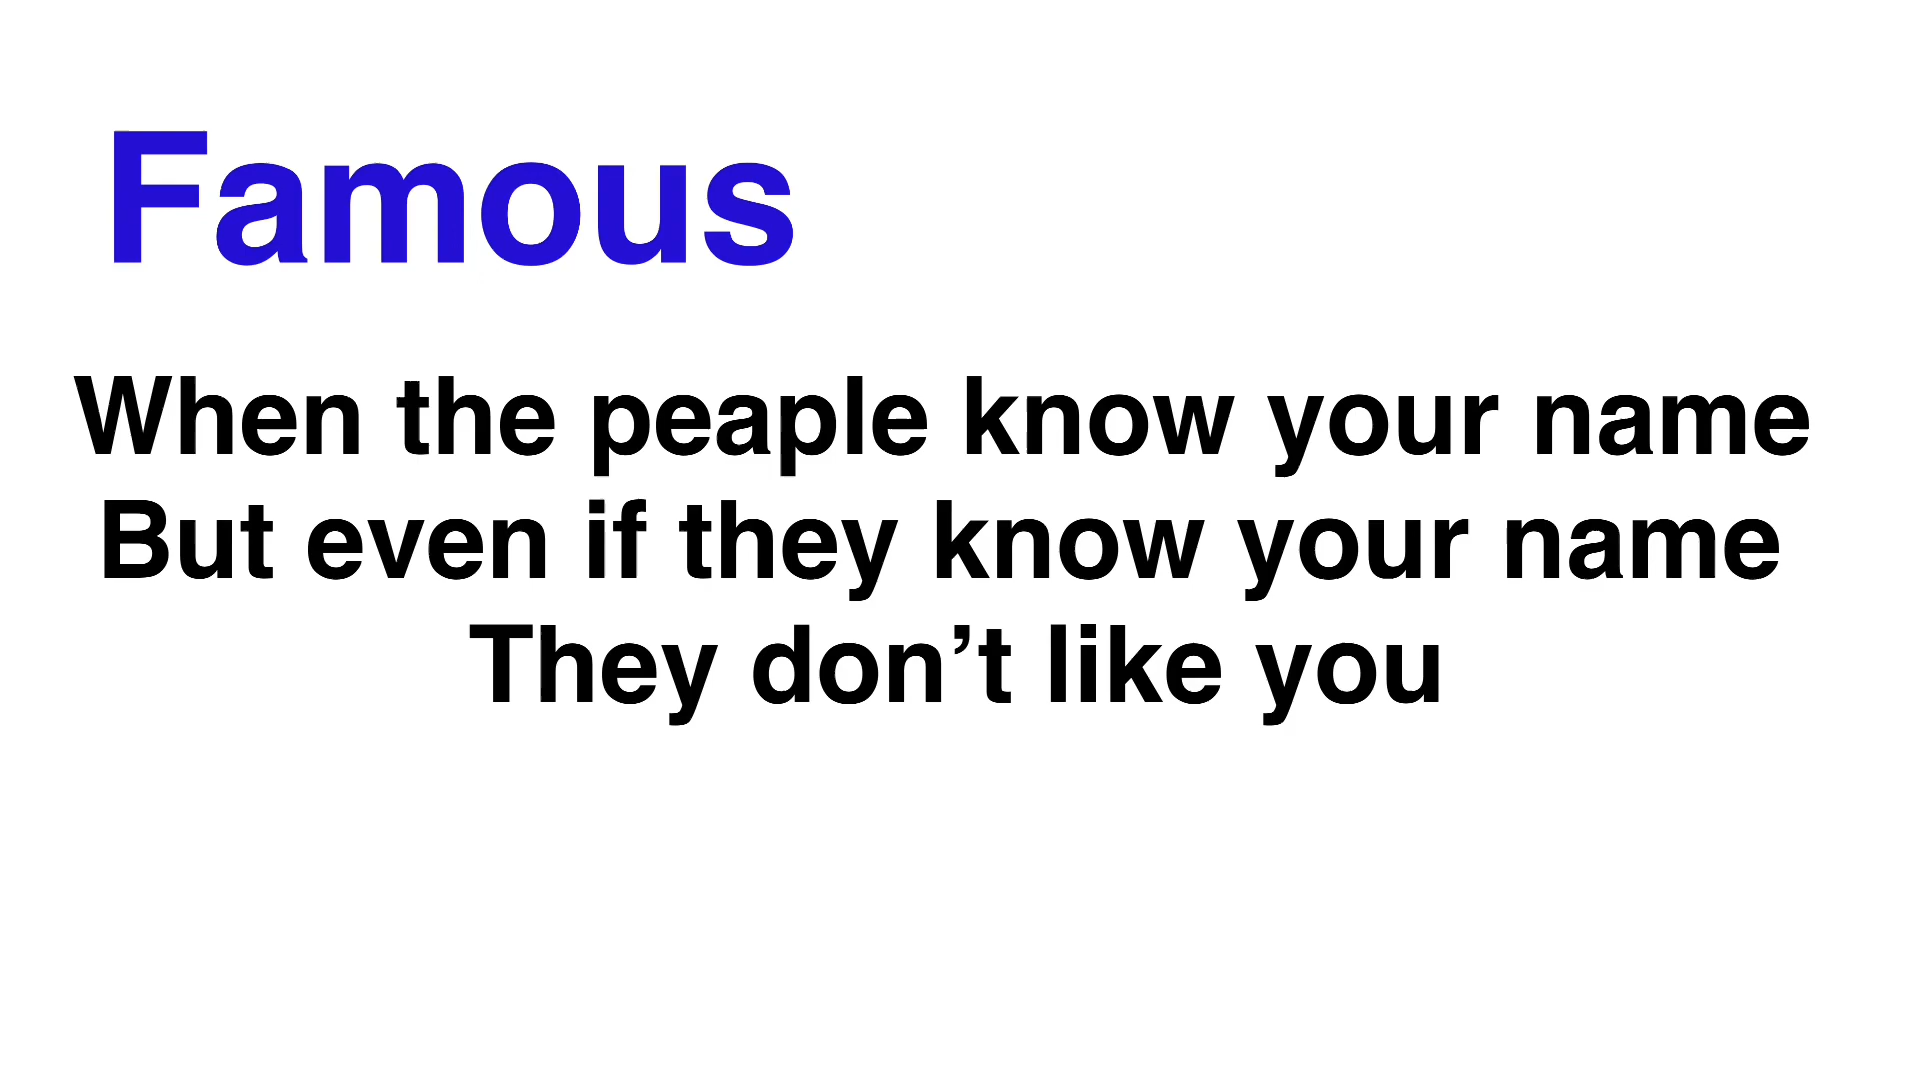 Famous
When the peaple know your name
But even if they know your name
They don’t like you